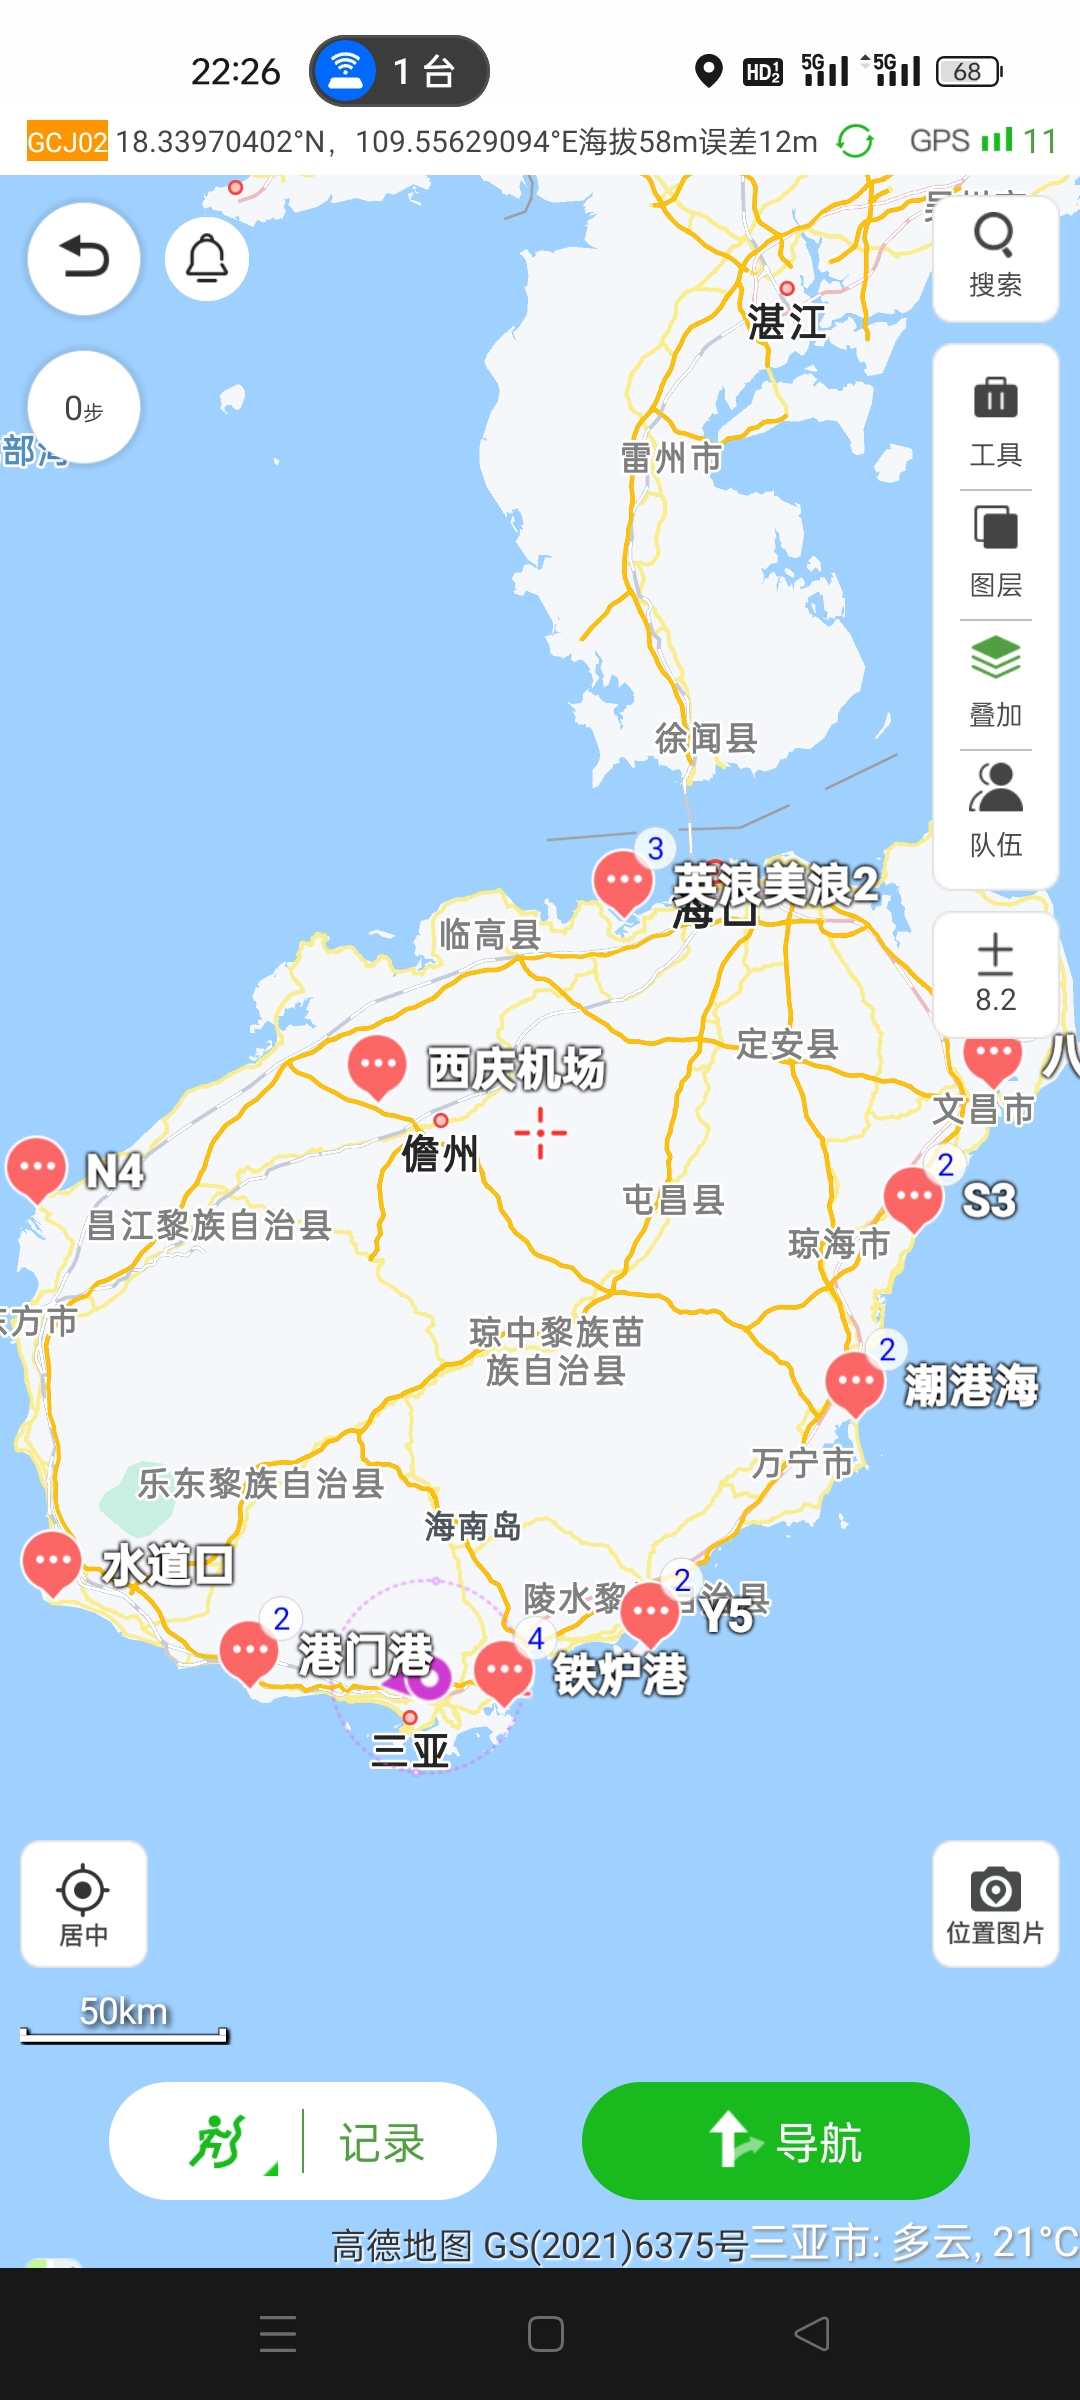 22:26
1 台
HD 1 2
5G
5G
68
GCJ02 18.33970402°N，109.55629094°E海拔58m误差12m
GPS 11
搜索
湛江
0步
工具
雷州市
图层
叠加
徐闻县
队伍
3
英浪美浪2
海口
临高县
8.2
定安县
西庆机场
文昌市
儋州
N4
2
S3
屯昌县
昌江黎族自治县
琼海市
方市
琼中黎族苗
族自治县
2
潮港海
万宁市
乐东黎族自治县
海南岛
水道口
2
陵水黎
治县
Y5
2
港门港
4
铁炉港
三亚
居中
位置图片
50km
记录
导航
高德地图 GS(2021)6375号
三亚市: 多云, 21°C